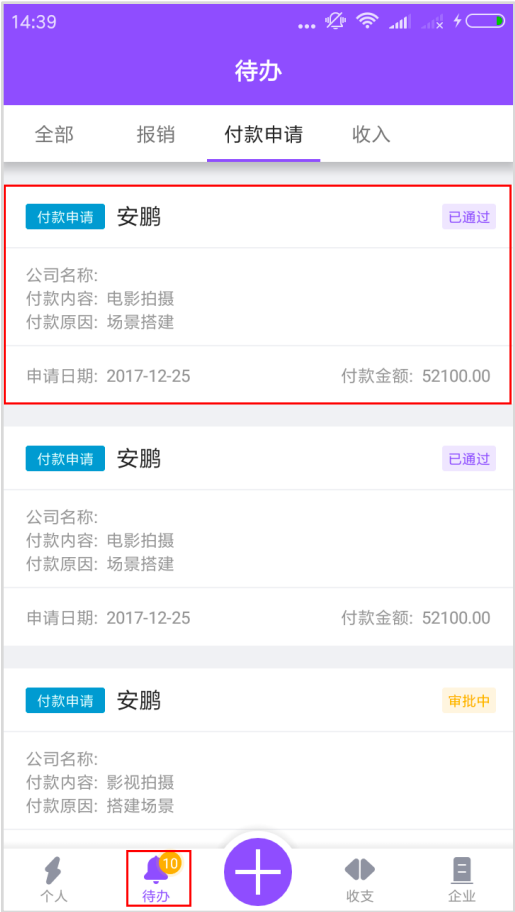 14:39
待办
全部 报销 付款申请 收入
付款申请 安鹏 已通过
公司名称:
付款内容: 电影拍摄
付款原因: 场景搭建
申请日期: 2017-12-25 付款金额: 52100.00
付款申请 安鹏 已通过
公司名称:
付款内容: 电影拍摄
付款原因: 场景搭建
申请日期: 2017-12-25 付款金额: 52100.00
付款申请 安鹏 审批中
公司名称:
付款内容: 影视拍摄
付款原因: 搭建场景
10
个人 待办 收支 企业